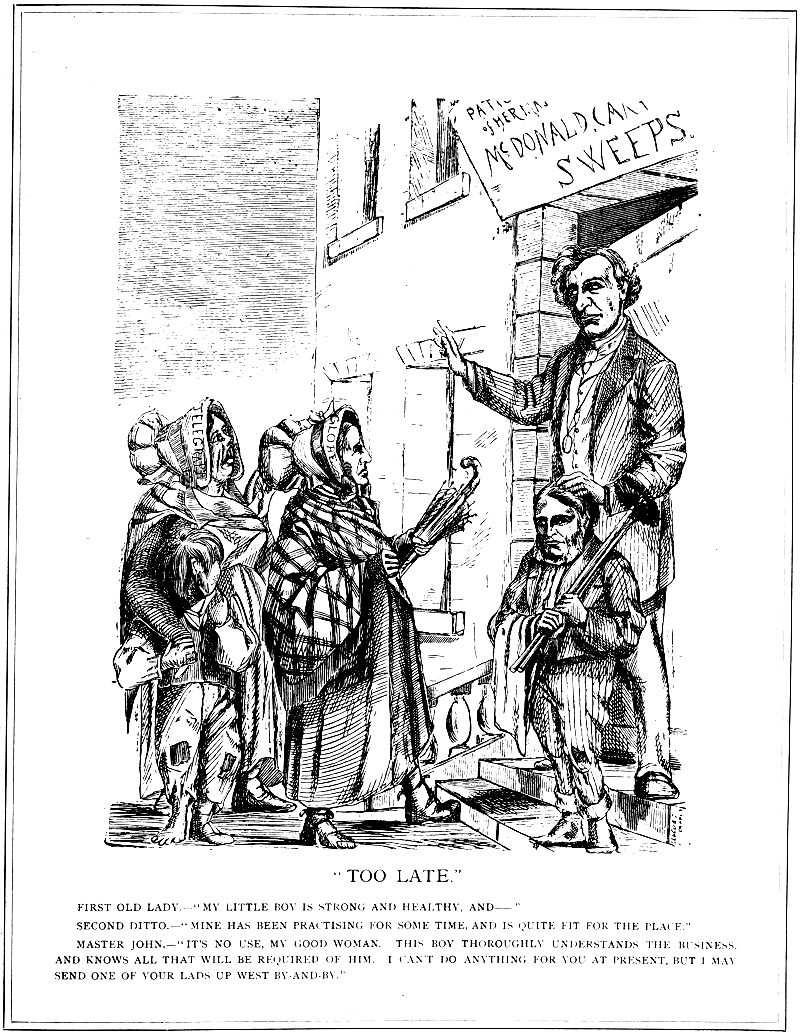 McDONALD, CAR
SWEEPS.
TELEGR
GLOBE
"TOO LATE."
FIRST OLD LADY.—"MY LITTLE BOY IS STRONG AND HEALTHY, AND—"
SECOND DITTO.—"MINE HAS BEEN PRACTISING FOR SOME TIME, AND IS QUITE FIT FOR THE PLACE."
MASTER JOHN.—"IT'S NO USE, MY GOOD WOMAN. THIS BOY THOROUGHLY UNDERSTANDS THE BUSINESS,
AND KNOWS ALL THAT WILL BE REQUIRED OF HIM. I CAN'T DO ANYTHING FOR YOU AT PRESENT, BUT I MAY
SEND ONE OF YOUR LADS UP WEST BY-AND-BY."